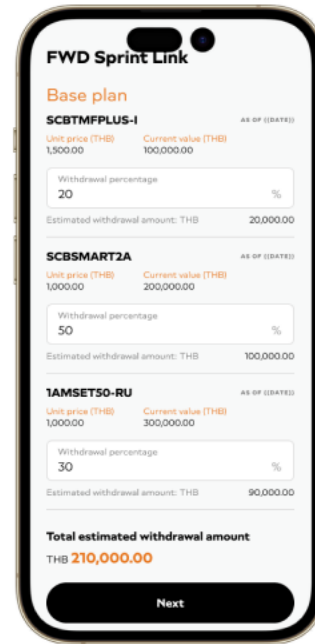 FWD Sprint Link
Base plan
SCBTMFPLUS-I AS OF {{DATE}}
Unit price (THB) Current value (THB)
1,500.00 100,000.00
Withdrawal percentage
20 %
Estimated withdrawal amount: THB 20,000.00
SCBSMART2A AS OF {{DATE}}
Unit price (THB) Current value (THB)
1,000.00 200,000.00
Withdrawal percentage
50 %
Estimated withdrawal amount: THB 100,000.00
1AMSET50-RU AS OF {{DATE}}
Unit price (THB) Current value (THB)
1,000.00 300,000.00
Withdrawal percentage
30 %
Estimated withdrawal amount: THB 90,000.00
Total estimated withdrawal amount
THB 210,000.00
Next